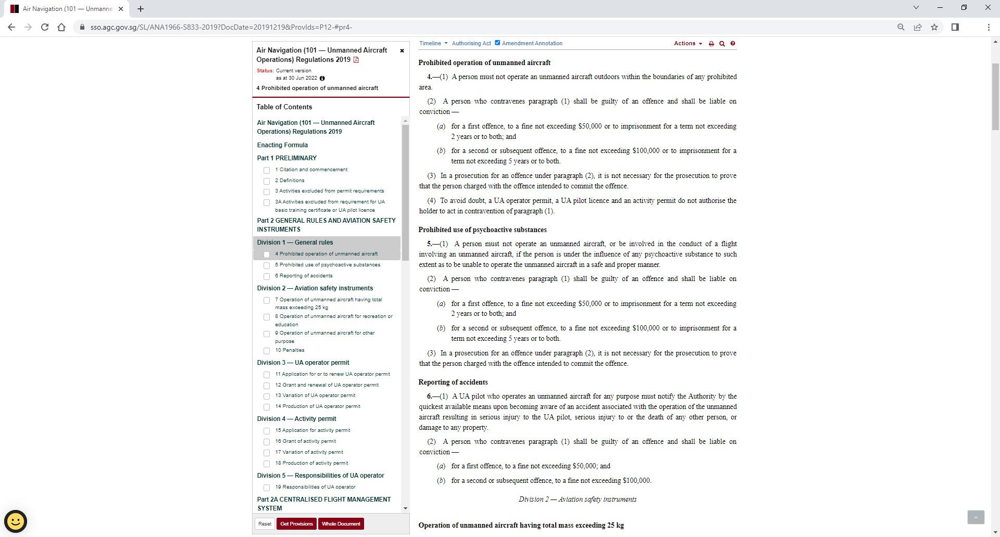 Air Navigation (101 — Unmanne
sso.agc.gov.sg/SL/ANA1966-S833-2019?DocDate=20191219&ProvIds=P12-#pr4-
Air Navigation (101 — Unmanned Aircraft
Operations) Regulations 2019
Status: Current version
as at 30 Jun 2022
4 Prohibited operation of unmanned aircraft
Table of Contents
Air Navigation (101 — Unmanned Aircraft
Operations) Regulations 2019
Enacting Formula
Part 1 PRELIMINARY
1 Citation and commencement
2 Definitions
3 Activities excluded from permit requirements
3A Activities excluded from requirement for UA
basic training certificate or UA pilot licence
Part 2 GENERAL RULES AND AVIATION SAFETY
INSTRUMENTS
Division 1 — General rules
4 Prohibited operation of unmanned aircraft
5 Prohibited use of psychoactive substances
6 Reporting of accidents
Division 2 — Aviation safety instruments
7 Operation of unmanned aircraft having total
mass exceeding 25 kg
8 Operation of unmanned aircraft for recreation or
education
9 Operation of unmanned aircraft for other
purpose
10 Penalties
Division 3 — UA operator permit
11 Application for or to renew UA operator permit
12 Grant and renewal of UA operator permit
13 Variation of UA operator permit
14 Production of UA operator permit
Division 4 — Activity permit
15 Application for activity permit
16 Grant of activity permit
17 Variation of activity permit
18 Production of activity permit
Division 5 — Responsibilities of UA operator
19 Responsibilities of UA operator
Part 2A CENTRALISED FLIGHT MANAGEMENT
SYSTEM
Reset Get Provisions Whole Document
Timeline Authorising Act Amendment Annotation Actions
Prohibited operation of unmanned aircraft
4.—(1) A person must not operate an unmanned aircraft outdoors within the boundaries of any prohibited
area.
(2) A person who contravenes paragraph (1) shall be guilty of an offence and shall be liable on
conviction —
(a) for a first offence, to a fine not exceeding $50,000 or to imprisonment for a term not exceeding
2 years or to both; and
(b) for a second or subsequent offence, to a fine not exceeding $100,000 or to imprisonment for a
term not exceeding 5 years or to both.
(3) In a prosecution for an offence under paragraph (2), it is not necessary for the prosecution to prove
that the person charged with the offence intended to commit the offence.
(4) To avoid doubt, a UA operator permit, a UA pilot licence and an activity permit do not authorise the
holder to act in contravention of paragraph (1).
Prohibited use of psychoactive substances
5.—(1) A person must not operate an unmanned aircraft, or be involved in the conduct of a flight
involving an unmanned aircraft, if the person is under the influence of any psychoactive substance to such
extent as to be unable to operate the unmanned aircraft in a safe and proper manner.
(2) A person who contravenes paragraph (1) shall be guilty of an offence and shall be liable on
conviction —
(a) for a first offence, to a fine not exceeding $50,000 or to imprisonment for a term not exceeding
2 years or to both; and
(b) for a second or subsequent offence, to a fine not exceeding $100,000 or to imprisonment for a
term not exceeding 5 years or to both.
(3) In a prosecution for an offence under paragraph (2), it is not necessary for the prosecution to prove
that the person charged with the offence intended to commit the offence.
Reporting of accidents
6.—(1) A UA pilot who operates an unmanned aircraft for any purpose must notify the Authority by the
quickest available means upon becoming aware of an accident associated with the operation of the unmanned
aircraft resulting in serious injury to the UA pilot, serious injury to or the death of any other person, or
damage to any property.
(2) A person who contravenes paragraph (1) shall be guilty of an offence and shall be liable on
conviction —
(a) for a first offence, to a fine not exceeding $50,000; and
(b) for a second or subsequent offence, to a fine not exceeding $100,000.
Division 2 — Aviation safety instruments
Operation of unmanned aircraft having total mass exceeding 25 kg